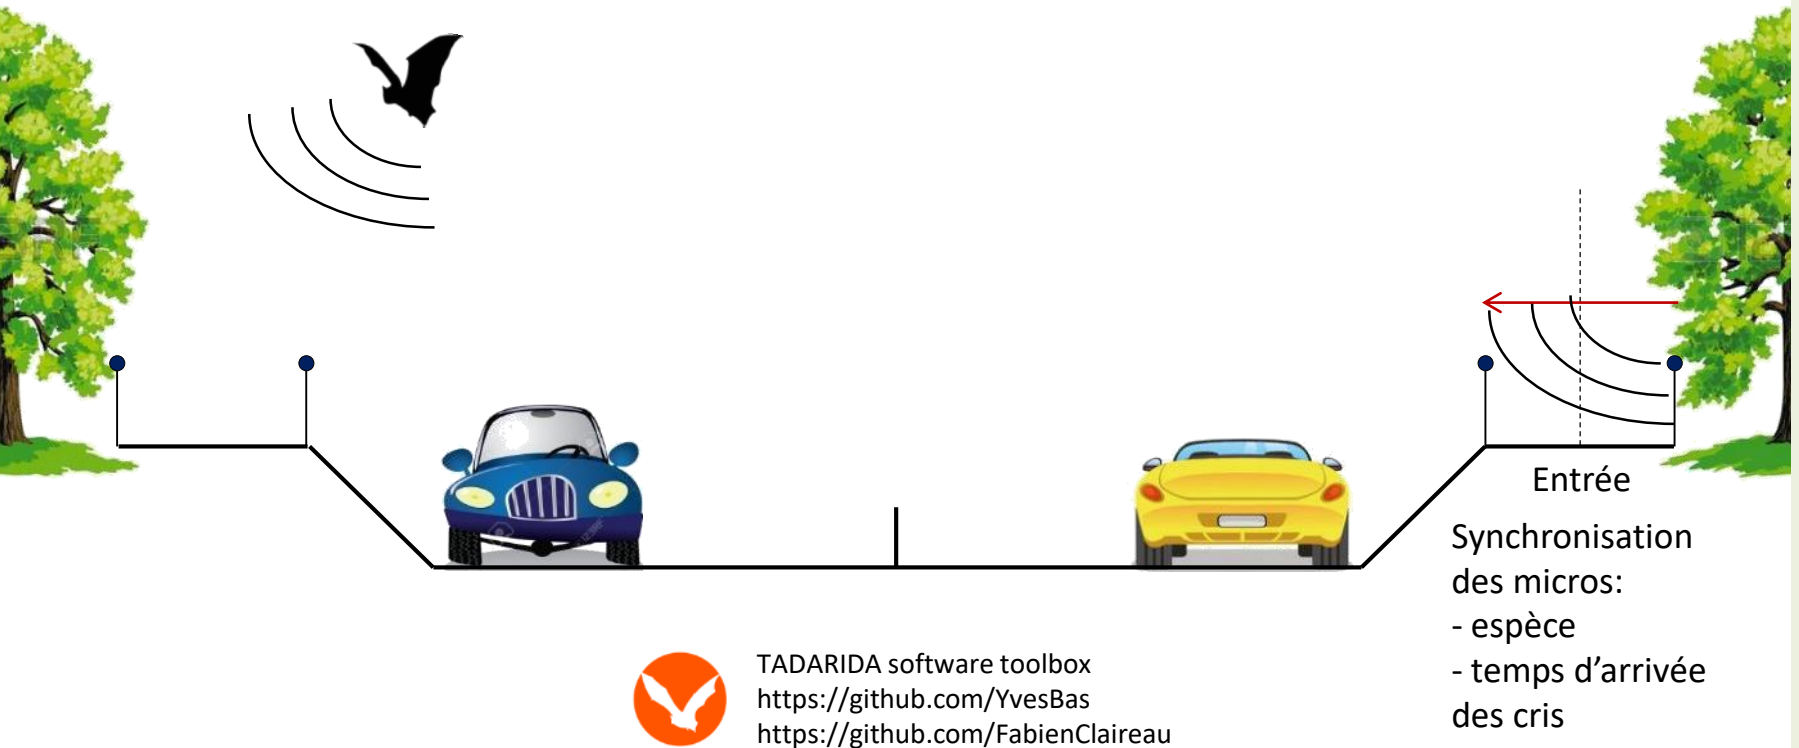 Entrée
Synchronisation
des micros:
- espèce
- temps d’arrivée
des cris
TADARIDA software toolbox
https://github.com/YvesBas
https://github.com/FabienClaireau